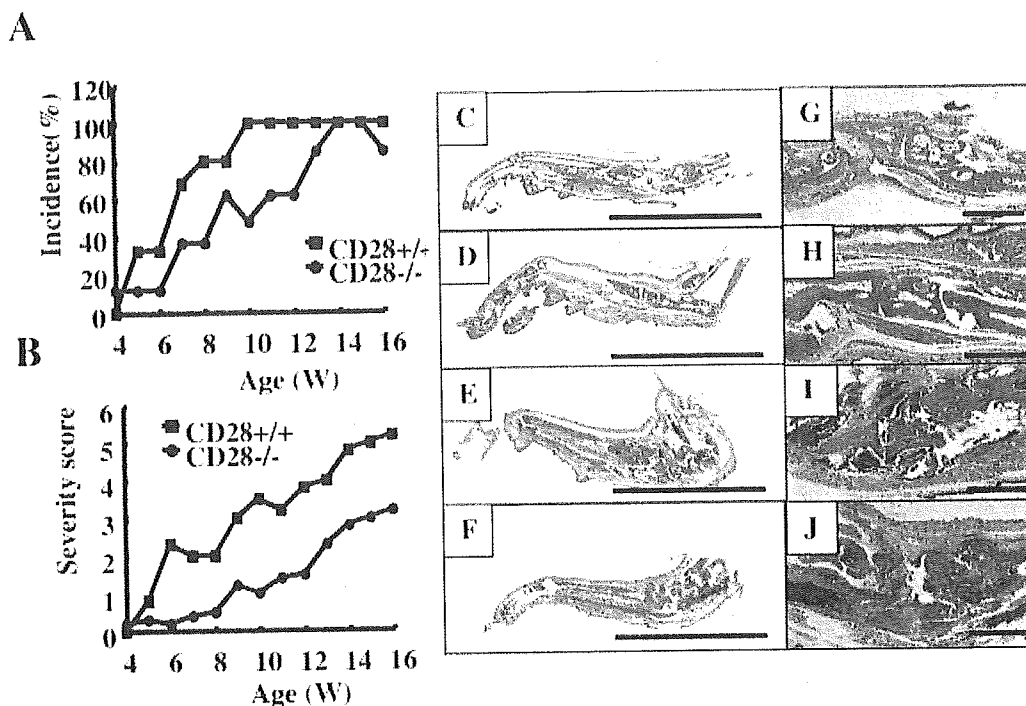 A
Incidence(%)
120
100
80
60
40
20
0
CD28+/+
CD28-/-
4 6 8 10 12 14 16
Age (W)
B
Severity score
6
5
4
3
2
1
0
CD28+/+
CD28-/-
4 6 8 10 12 14 16
Age (W)
C
D
E
F
G
H
I
J